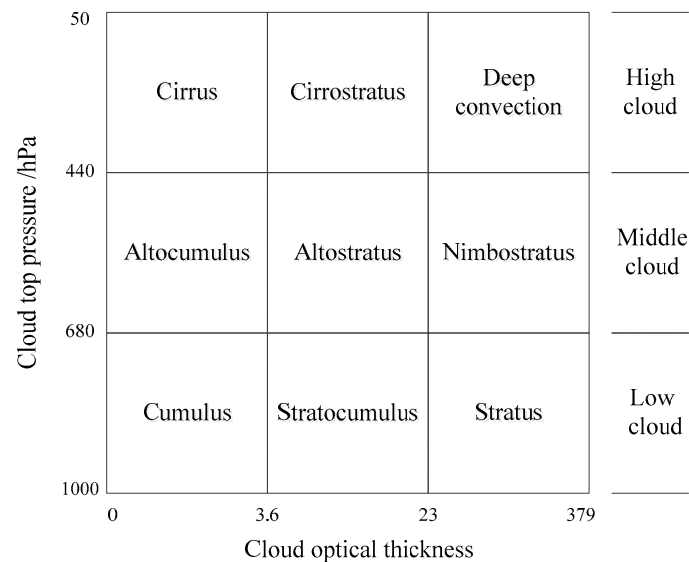 50
Cirrus
Cirrostratus
Deep
convection
High
cloud
440
Altocumulus
Altostratus
Nimbostratus
Middle
cloud
680
Cumulus
Stratocumulus
Stratus
Low
cloud
1000
0
3.6
23
379
Cloud optical thickness
Cloud top pressure /hPa